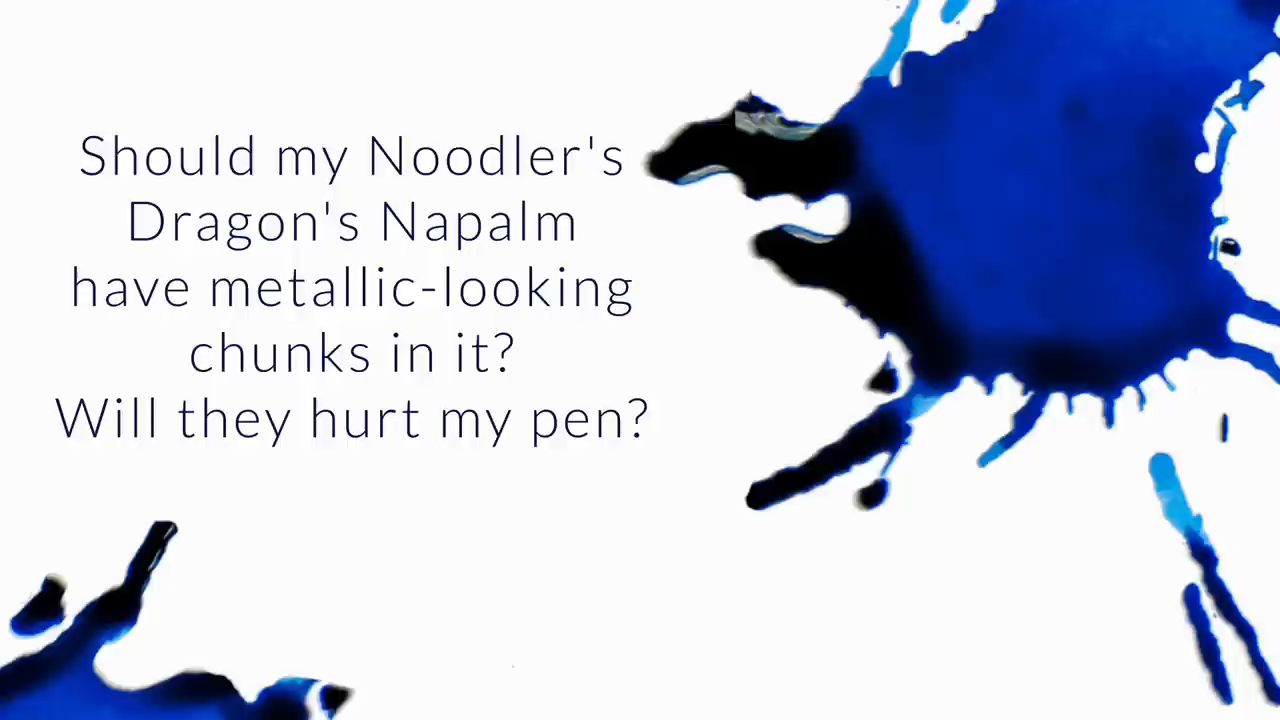 Should my Noodler's
Dragon's Napalm
have metallic-looking
chunks in it?
Will they hurt my pen?